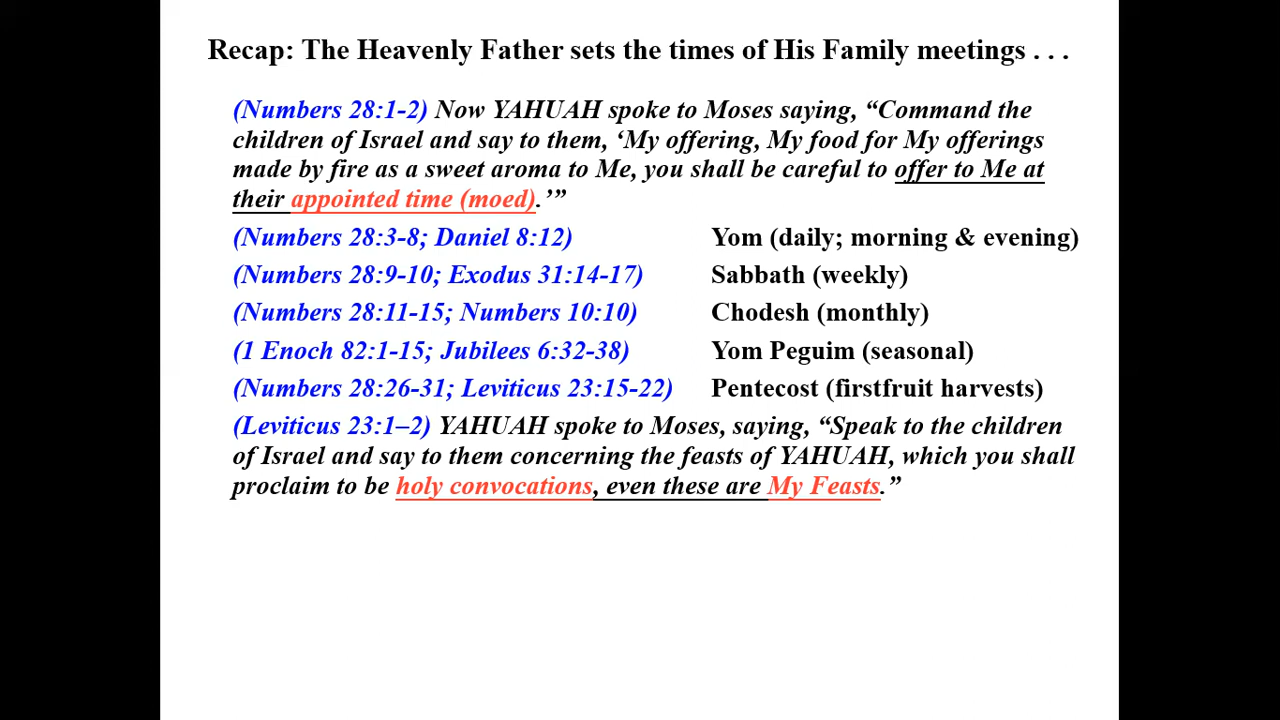 Recap: The Heavenly Father sets the times of His Family meetings . . .
(Numbers 28:1-2) Now YAHUAH spoke to Moses saying, “Command the
children of Israel and say to them, ‘My offering, My food for My offerings
made by fire as a sweet aroma to Me, you shall be careful to offer to Me at
their appointed time (moed).’”
(Numbers 28:3-8; Daniel 8:12) Yom (daily; morning & evening)
(Numbers 28:9-10; Exodus 31:14-17) Sabbath (weekly)
(Numbers 28:11-15; Numbers 10:10) Chodesh (monthly)
(1 Enoch 82:1-15; Jubilees 6:32-38) Yom Peguim (seasonal)
(Numbers 28:26-31; Leviticus 23:15-22) Pentecost (firstfruit harvests)
(Leviticus 23:1–2) YAHUAH spoke to Moses, saying, “Speak to the children
of Israel and say to them concerning the feasts of YAHUAH, which you shall
proclaim to be holy convocations, even these are My Feasts.”